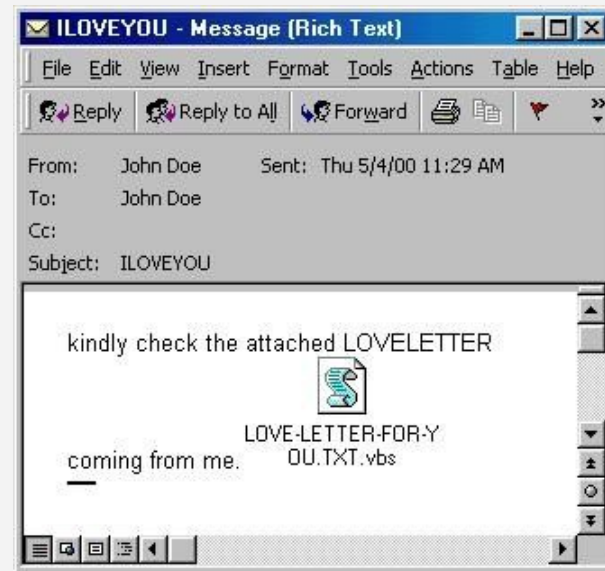 ILOVEYOU - Message (Rich Text)
File Edit View Insert Format Tools Actions Table Help
Reply Reply to All Forward
From: John Doe Sent: Thu 5/4/00 11:29 AM
To: John Doe
Cc:
Subject: ILOVEYOU
kindly check the attached LOVELETTER
LOVE-LETTER-FOR-Y
coming from me. OU.TXT.vbs